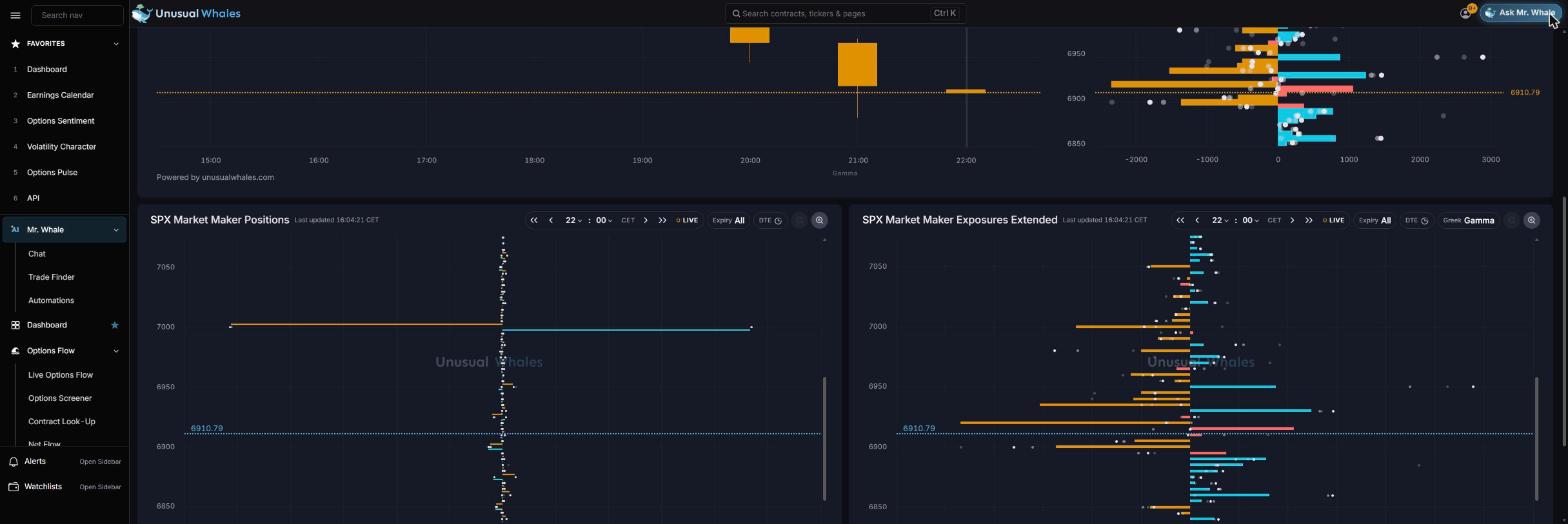 Search nav
Unusual Whales
Search contracts, tickers & pages
Ctrl K
9+
Ask Mr. Whale
FAVORITES
1 Dashboard
2 Earnings Calendar
3 Options Sentiment
4 Volatility Character
5 Options Pulse
6 API
AI Mr. Whale
Chat
Trade Finder
Automations
Dashboard
Options Flow
Live Options Flow
Options Screener
Contract Look-Up
Net Flow
Alerts Open Sidebar
Watchlists Open Sidebar
15:00 16:00 17:00 18:00 19:00 20:00 21:00 22:00
Powered by unusualwhales.com
6950
6900
6850
6910.79
-2000 -1000 0 1000 2000 3000
Gamma
SPX Market Maker Positions Last updated 16:04:21 CET
22 : 00 CET LIVE Expiry All DTE
7050
7000
6950
6910.79
6900
6850
Unusual Whales
SPX Market Maker Exposures Extended Last updated 16:04:21 CET
22 : 00 CET LIVE Expiry All DTE Greek Gamma
7050
7000
6950
6910.79
6900
6850
Unusual Whales